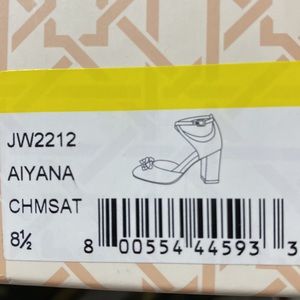 JW2212
AIYANA
CHMSAT
8½
8 00554 44593 3